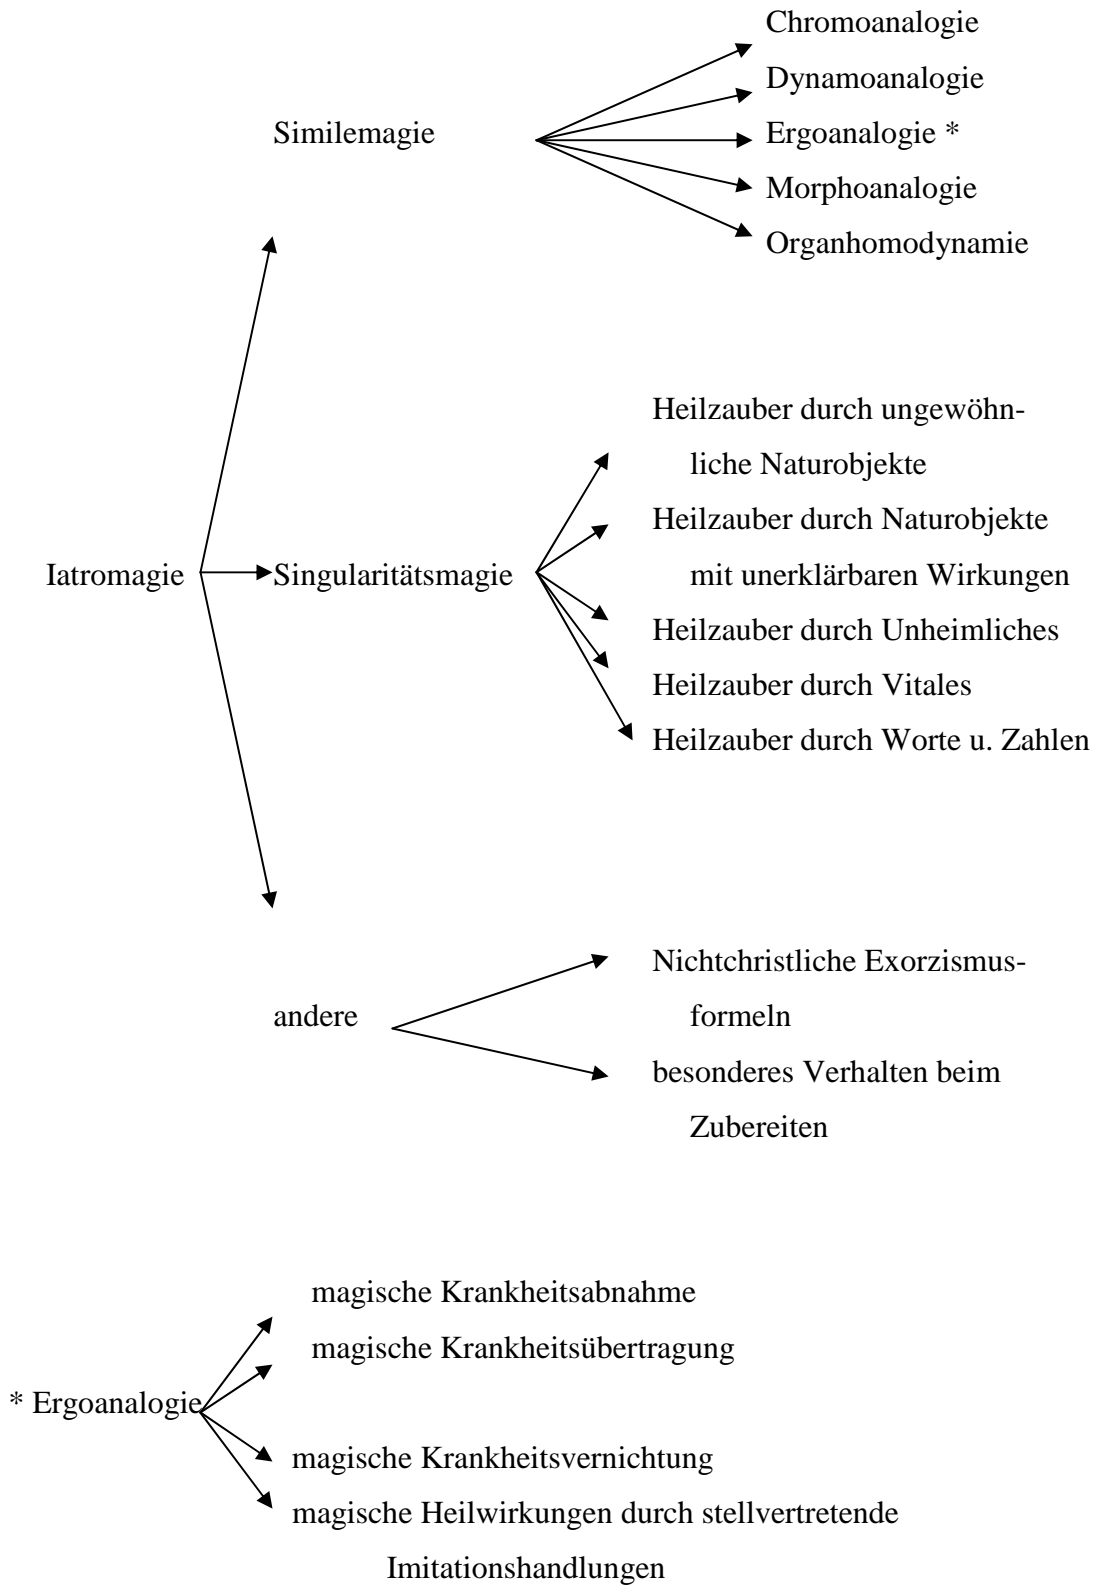 Chromoanalogie
Dynamoanalogie
Similemagie
Ergoanalogie *
Morphoanalogie
Organhomodynamie
Heilzauber durch ungewöhn-
liche Naturobjekte
Heilzauber durch Naturobjekte
Iatromagie
Singularitätsmagie
mit unerklärbaren Wirkungen
Heilzauber durch Unheimliches
Heilzauber durch Vitales
Heilzauber durch Worte u. Zahlen
Nichtchristliche Exorzismus-
andere
formeln
besonderes Verhalten beim
Zubereiten
magische Krankheitsabnahme
magische Krankheitsübertragung
* Ergoanalogie
magische Krankheitsvernichtung
magische Heilwirkungen durch stellvertretende
Imitationshandlungen